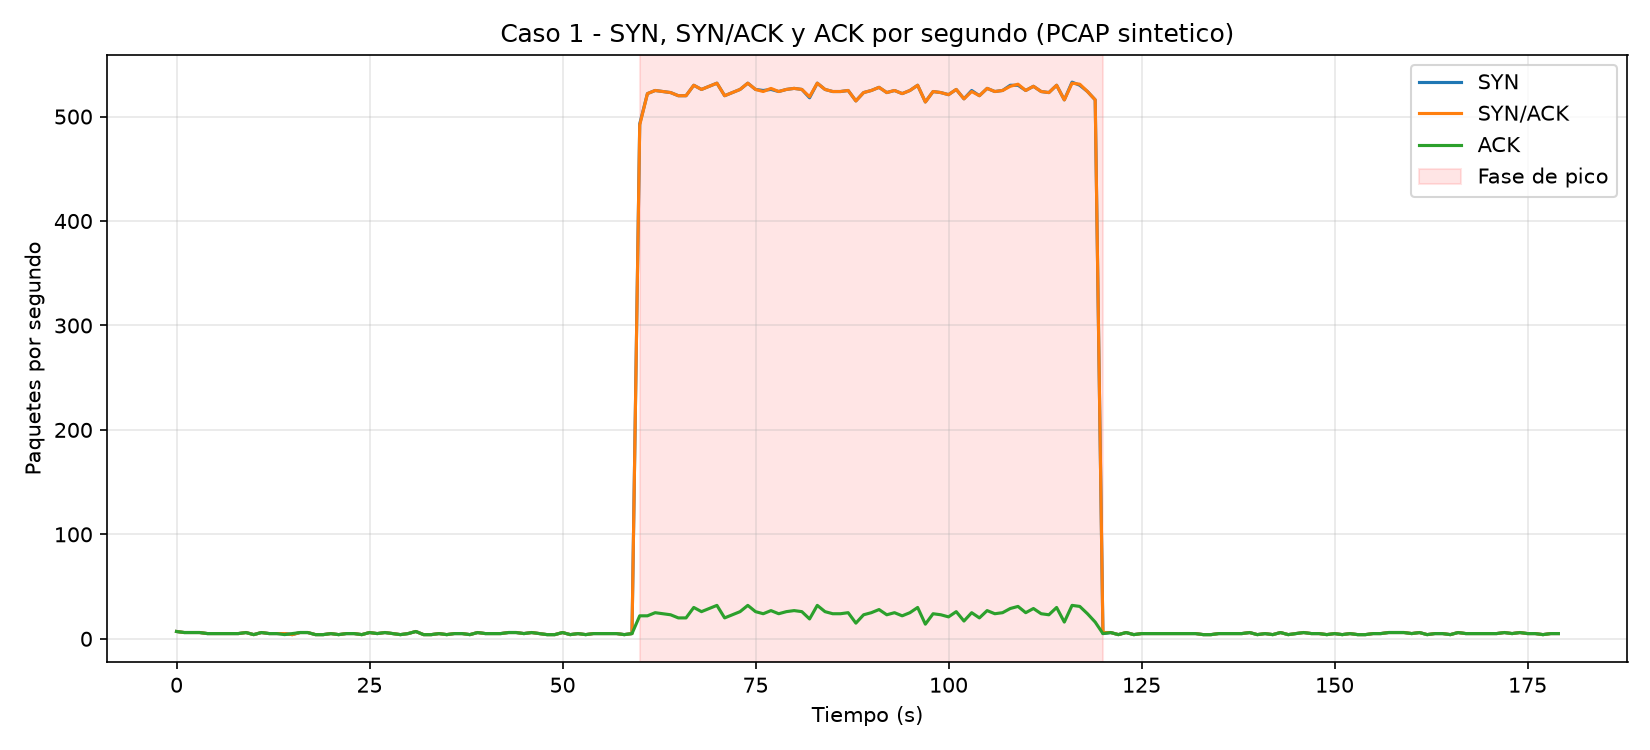 Caso 1 - SYN, SYN/ACK y ACK por segundo (PCAP sintetico)
SYN
SYN/ACK
ACK
Fase de pico
Paquetes por segundo
500
400
300
200
100
0
0 25 50 75 100 125 150 175
Tiempo (s)